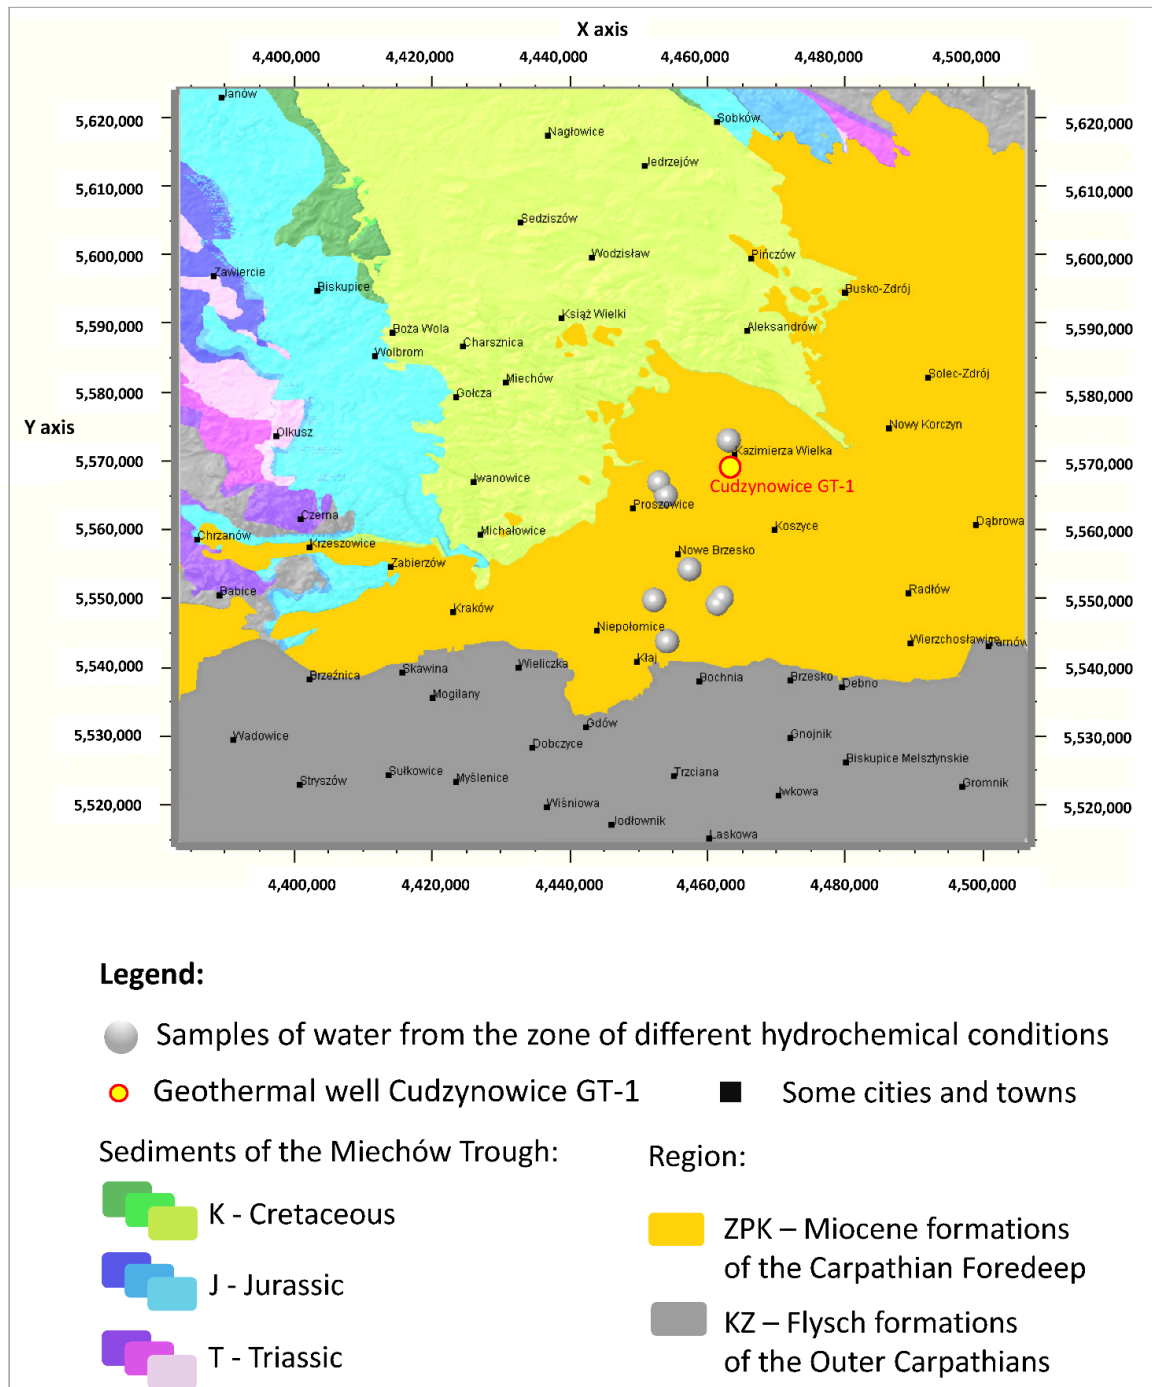 X axis
4,400,000 4,420,000 4,440,000 4,460,000 4,480,000 4,500,000
Janów
5,620,000 Sobków 5,620,000
Nagłowice
Jedrzejów
5,610,000 5,610,000
Sedziszów
5,600,000 Wodzisław Pińczów 5,600,000
Zawiercie
Biskupice Busko-Zdrój
5,590,000 Książ Wielki 5,590,000
Boża Wola Aleksandrów
Charsznica
Wolbrom
Solec-Zdrój
5,580,000 Miechów 5,580,000
Gołcza
Y axis Olkusz Nowy Korczyn
5,570,000 Kazimierza Wielka 5,570,000
Iwanowice Cudzynowice GT-1
Proszowice
5,560,000 Czerna 5,560,000
Chrzanów Michałowice Koszyce Dąbrowa
Krzeszowice Nowe Brzesko
Zabierzów
5,550,000 Babice Radłów 5,550,000
Kraków
Niepołomice
Wierzchosławice Tarnów
5,540,000 Skawina Wieliczka Kłaj 5,540,000
Brzeźnica Bochnia Brzesko Debno
Mogilany
5,530,000 Wadowice Gdów Gnojnik 5,530,000
Dobczyce
Biskupice Melsztynskie
Stryszów Sułkowice Myślenice Trzciana Gromnik
5,520,000 Wiśniowa Iwkowa 5,520,000
Jodłownik
Laskowa
4,400,000 4,420,000 4,440,000 4,460,000 4,480,000 4,500,000
Legend:
Samples of water from the zone of different hydrochemical conditions
Geothermal well Cudzynowice GT-1 Some cities and towns
Sediments of the Miechów Trough:
K - Cretaceous
J - Jurassic
T - Triassic
Region:
ZPK – Miocene formations
of the Carpathian Foredeep
KZ – Flysch formations
of the Outer Carpathians